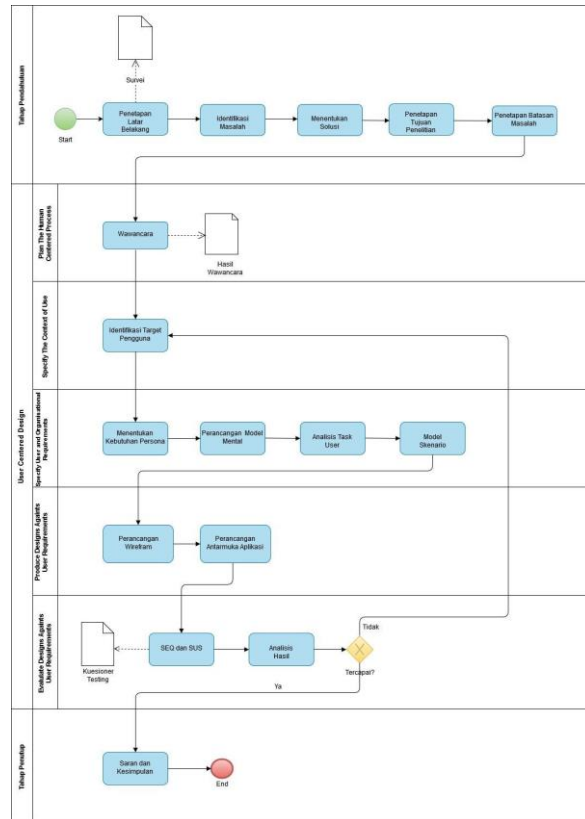 Tahap Pendahuluan
Survei
Start
Penetapan
Latar
Belakang
Identifikasi
Masalah
Menentukan
Solusi
Penetapan
Tujuan
Penelitian
Penetapan Batasan
Masalah
User Centered Design
Plan The Human
Centered Process
Wawancara
Hasil
Wawancara
Specify The Context of Use
Identifikasi Target
Pengguna
Specify User and Organisational
Requirements
Menentukan
Kebutuhan Persona
Perancangan Model
Mental
Analisis Task
User
Model
Skenario
Produce Designs Againts
User Requirements
Perancangan
Wirefram
Perancangan
Antarmuka Aplikasi
Evalutate Designs Againts
User Requirements
Kuesioner
Testing
SEQ dan SUS
Analisis
Hasil
Tidak
Tercapai?
Ya
Tahap Penutup
Saran dan
Kesimpulan
End